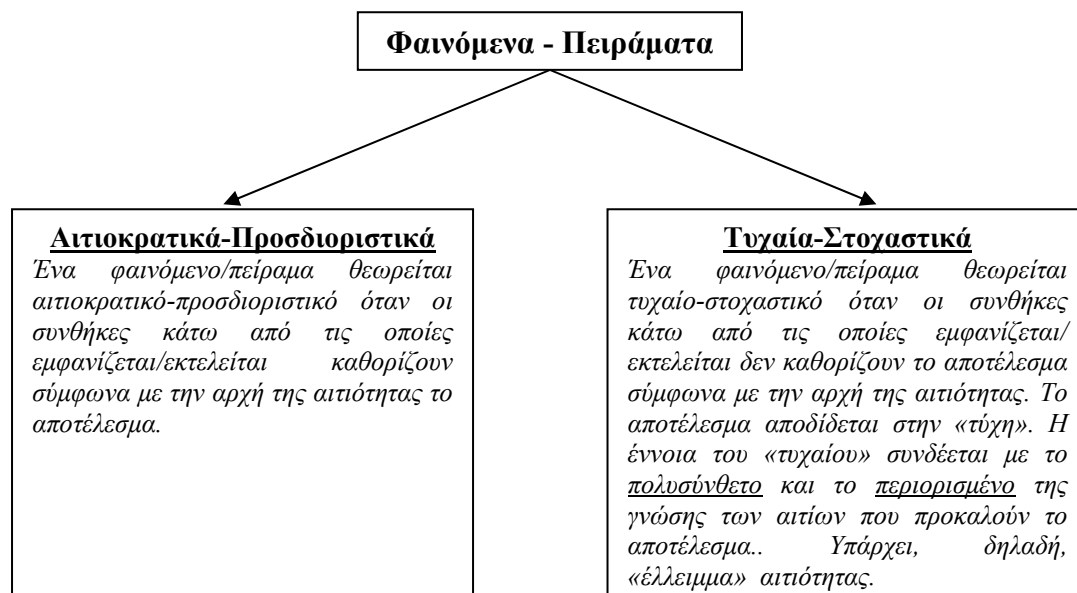 Φαινόμενα - Πειράματα
Αιτιοκρατικά-Προσδιοριστικά
Ένα φαινόμενο/πείραμα θεωρείται
αιτιοκρατικό-προσδιοριστικό όταν οι
συνθήκες κάτω από τις οποίες
εμφανίζεται/εκτελείται καθορίζουν
σύμφωνα με την αρχή της αιτιότητας το
αποτέλεσμα.
Τυχαία-Στοχαστικά
Ένα φαινόμενο/πείραμα θεωρείται
τυχαίο-στοχαστικό όταν οι συνθήκες
κάτω από τις οποίες εμφανίζεται/
εκτελείται δεν καθορίζουν το αποτέλεσμα
σύμφωνα με την αρχή της αιτιότητας. Το
αποτέλεσμα αποδίδεται στην «τύχη». Η
έννοια του «τυχαίου» συνδέεται με το
πολυσύνθετο και το περιορισμένο της
γνώσης των αιτίων που προκαλούν το
αποτέλεσμα.. Υπάρχει, δηλαδή,
«έλλειμμα» αιτιότητας.